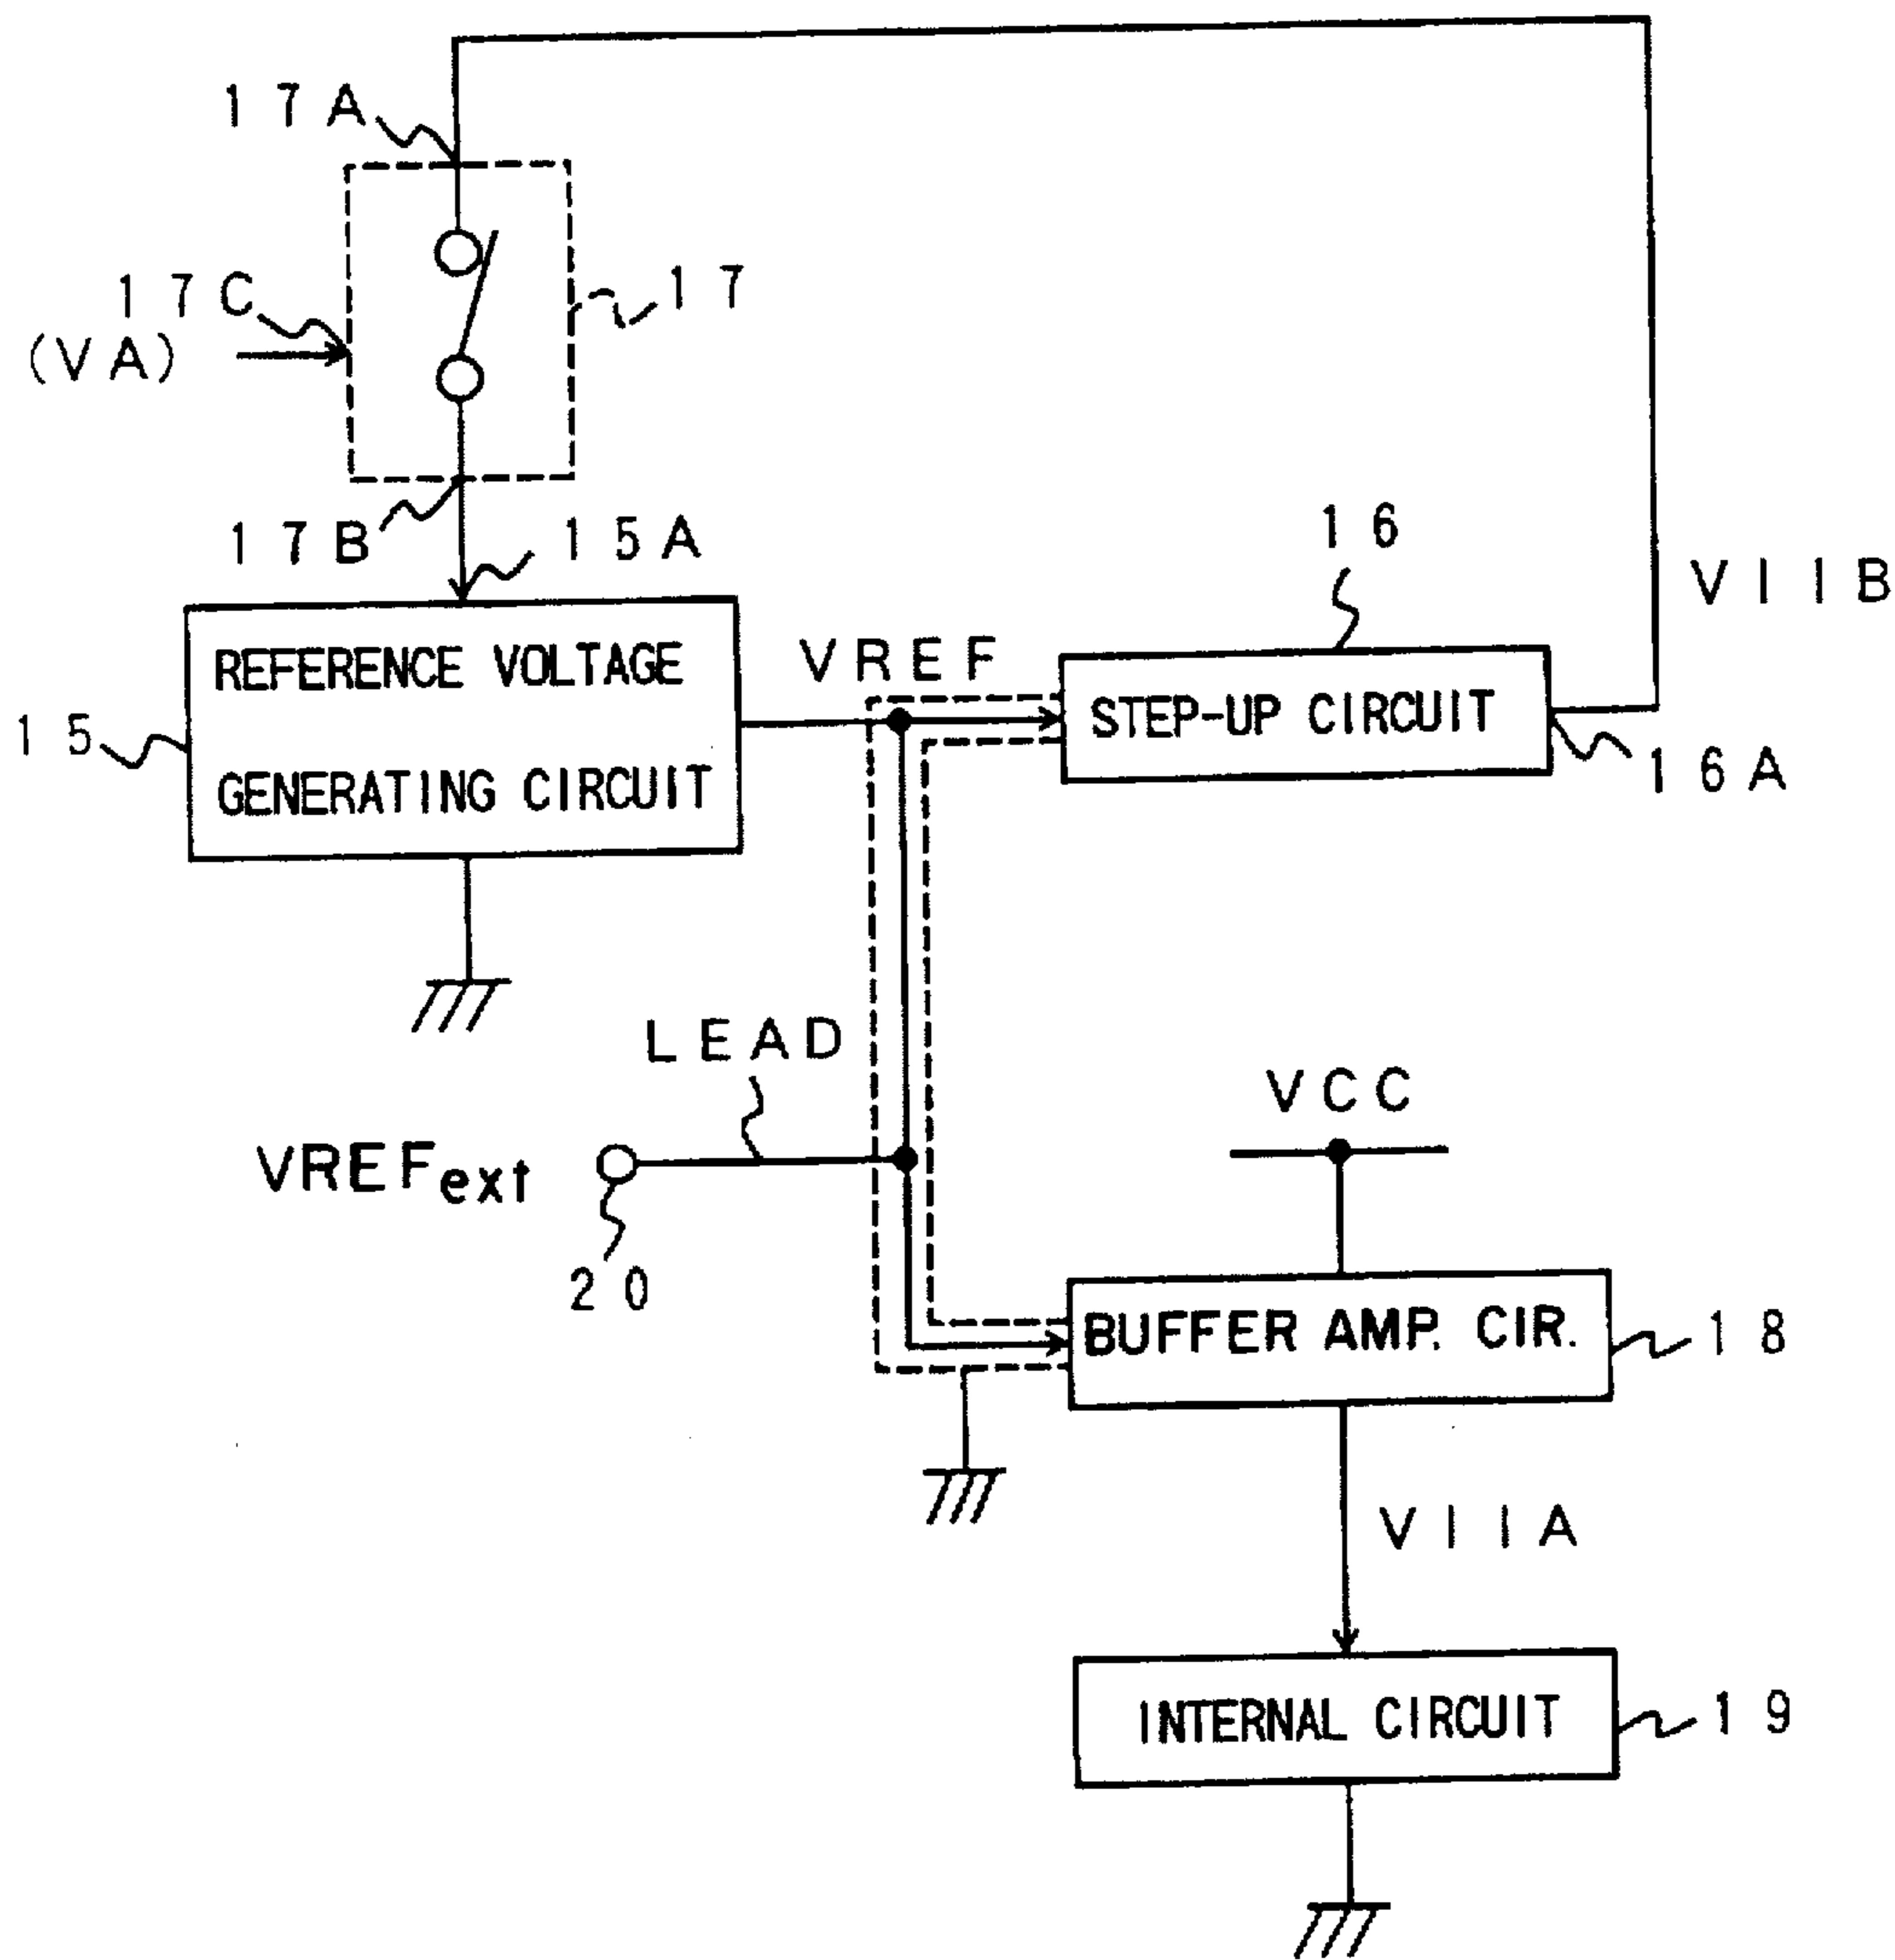 17A
17C
(VA)
17
17B
15A
16
VIIB
REFERENCE VOLTAGE
GENERATING CIRCUIT
VREF
STEP-UP CIRCUIT
15
16A
LEAD
VCC
VREFext
20
BUFFER AMP. CIR.
18
VIIA
INTERNAL CIRCUIT
19